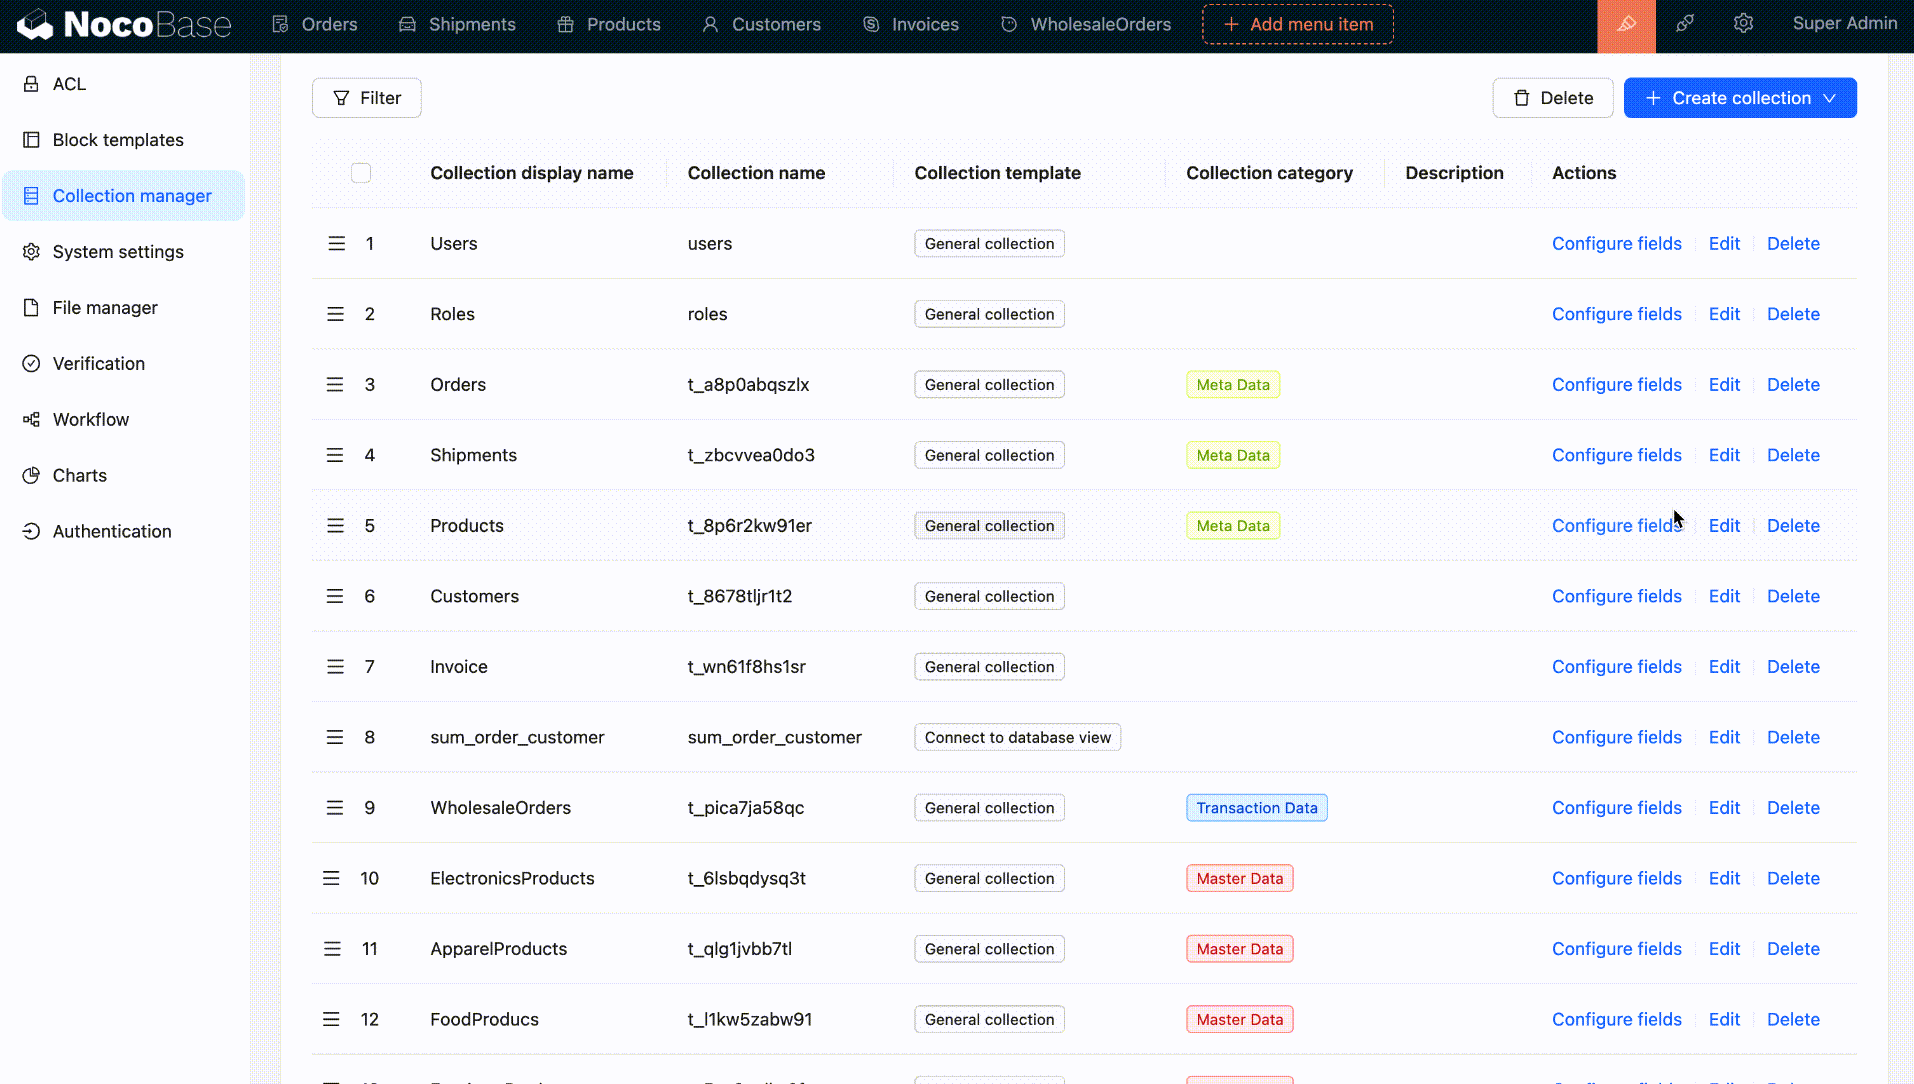 NocoBase Orders Shipments Products Customers Invoices WholesaleOrders + Add menu item Super Admin
ACL
Block templates
Collection manager
System settings
File manager
Verification
Workflow
Charts
Authentication
Filter Delete + Create collection
Collection display name Collection name Collection template Collection category Description Actions
1 Users users General collection Configure fields Edit Delete
2 Roles roles General collection Configure fields Edit Delete
3 Orders t_a8p0abqszlx General collection Meta Data Configure fields Edit Delete
4 Shipments t_zbcvvea0do3 General collection Meta Data Configure fields Edit Delete
5 Products t_8p6r2kw91er General collection Meta Data Configure fields Edit Delete
6 Customers t_8678tljr1t2 General collection Configure fields Edit Delete
7 Invoice t_wn61f8hs1sr General collection Configure fields Edit Delete
8 sum_order_customer sum_order_customer Connect to database view Configure fields Edit Delete
9 WholesaleOrders t_pica7ja58qc General collection Transaction Data Configure fields Edit Delete
10 ElectronicsProducts t_6lsbqdysq3t General collection Master Data Configure fields Edit Delete
11 ApparelProducts t_qlg1jvbb7tl General collection Master Data Configure fields Edit Delete
12 FoodProducs t_l1kw5zabw91 General collection Master Data Configure fields Edit Delete